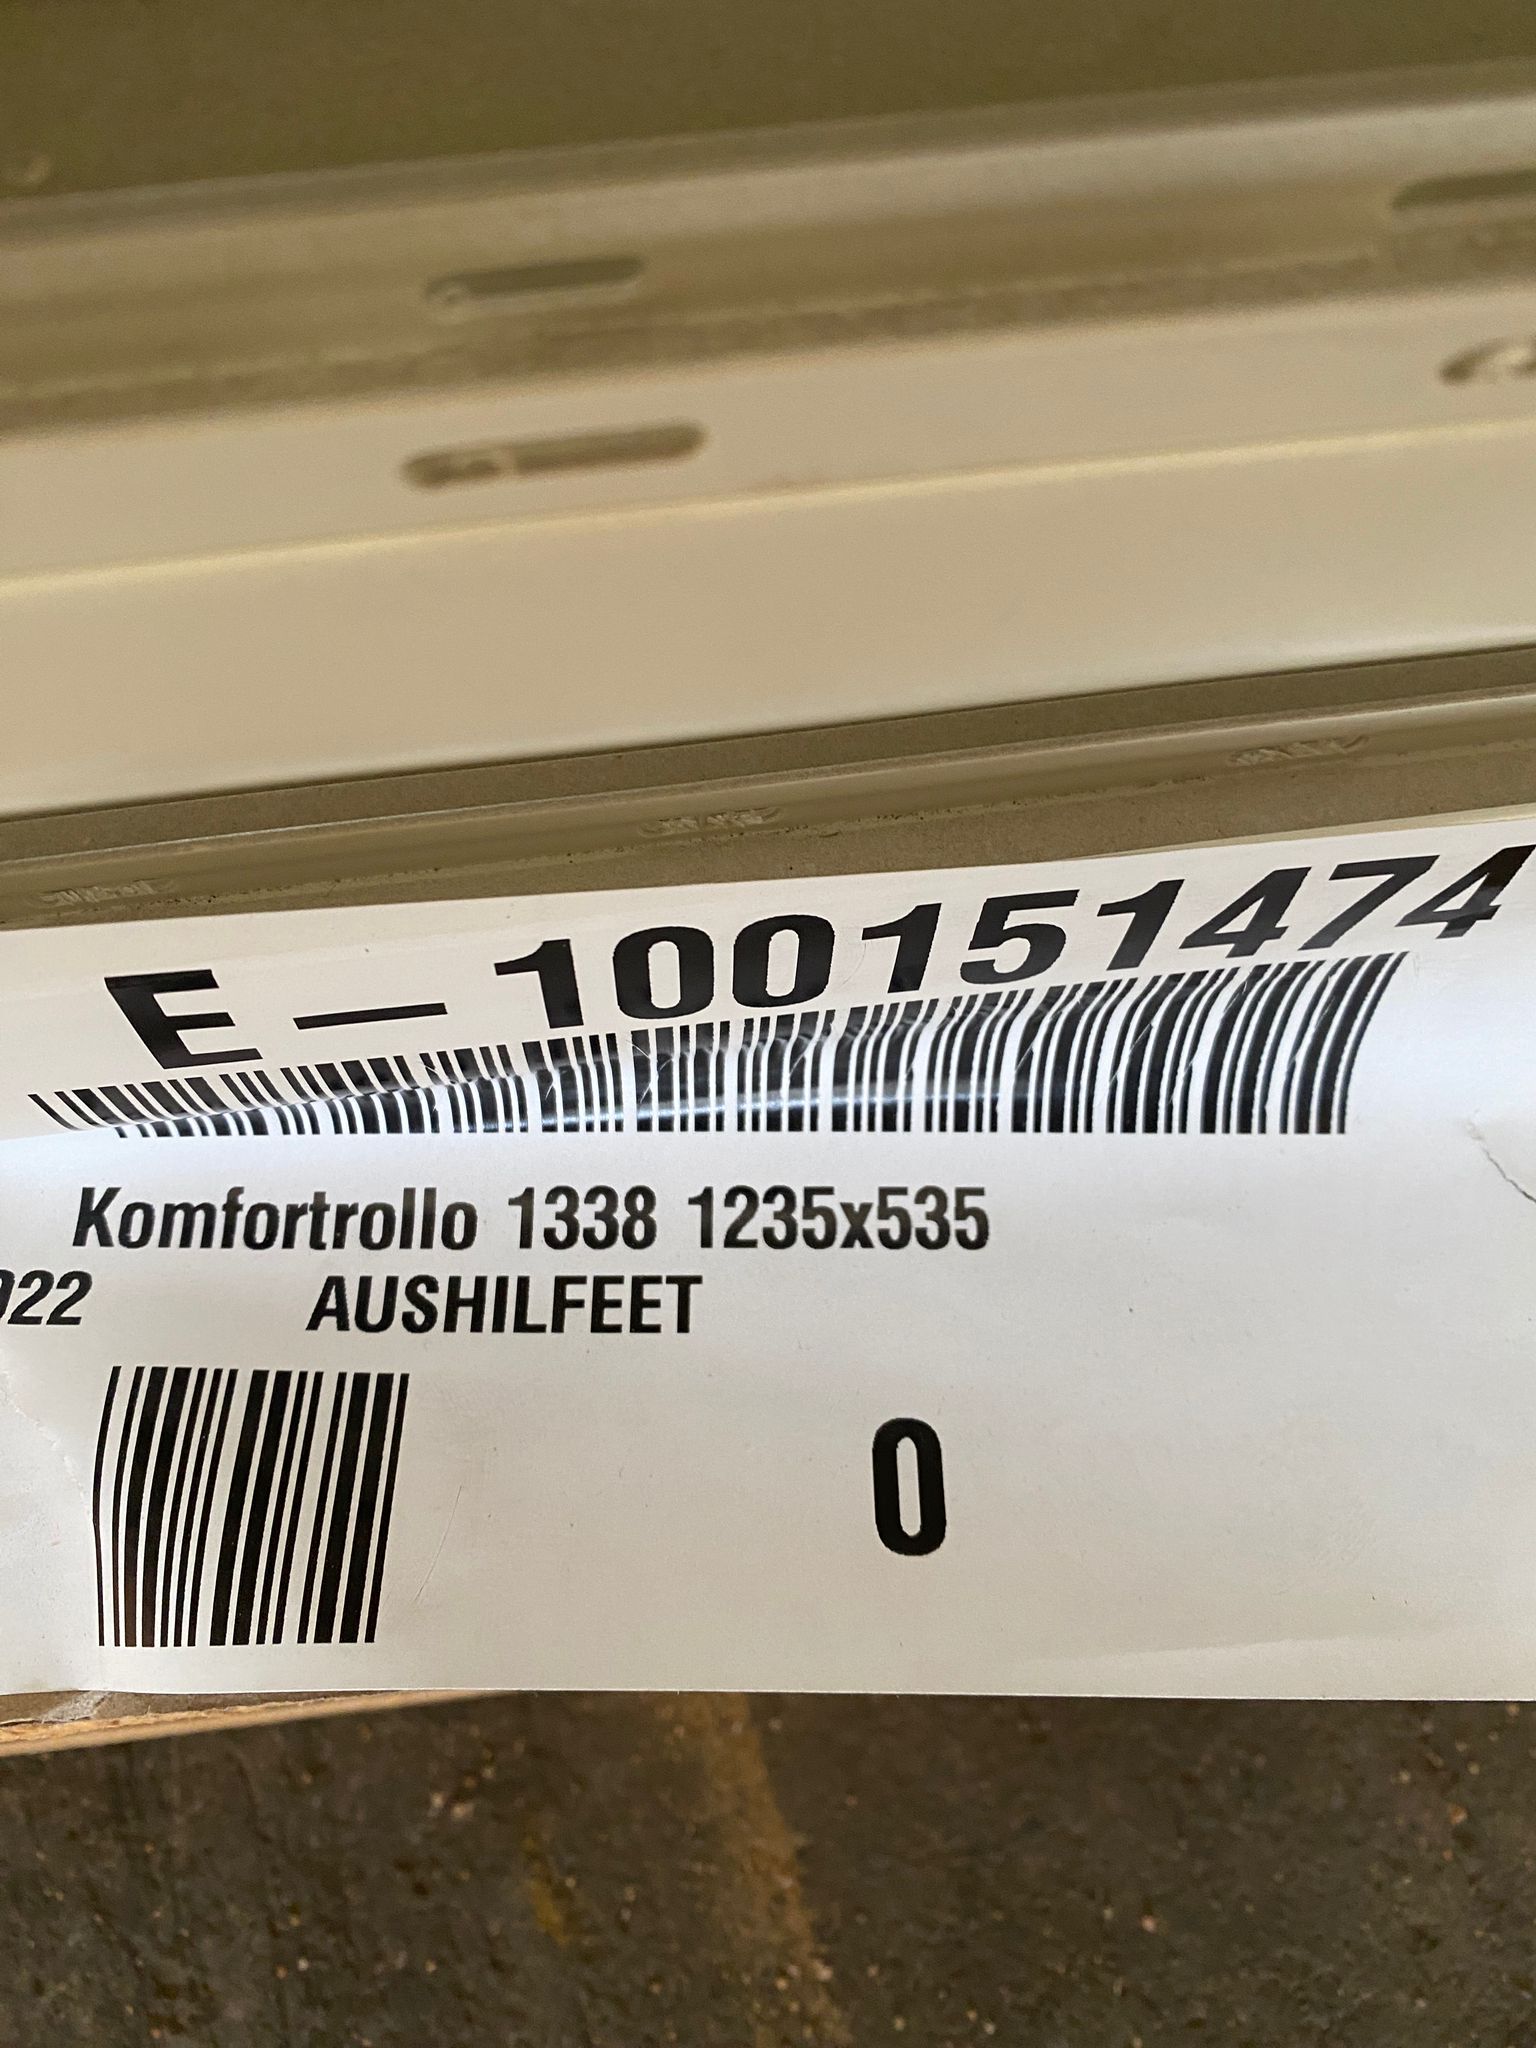 E – 100151474
Komfortrollo 1338 1235x535
022 AUSHILFEET
0